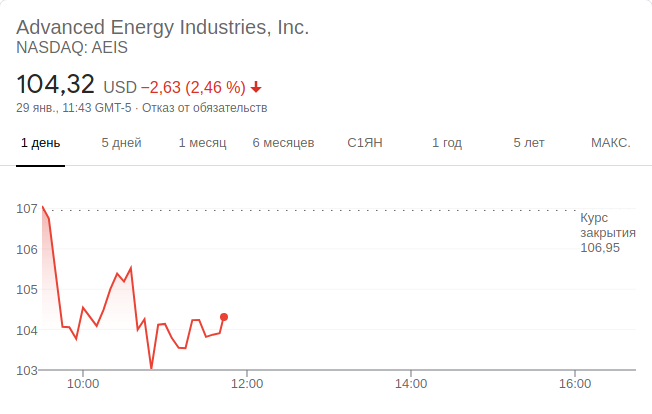 Advanced Energy Industries, Inc.
NASDAQ: AEIS
104,32 USD −2,63 (2,46 %)
29 янв., 11:43 GMT-5 · Отказ от обязательств
1 день 5 дней 1 месяц 6 месяцев С1ЯН 1 год 5 лет МАКС.
107
Курс
закрытия
106,95
106
105
104
103
10:00 12:00 14:00 16:00